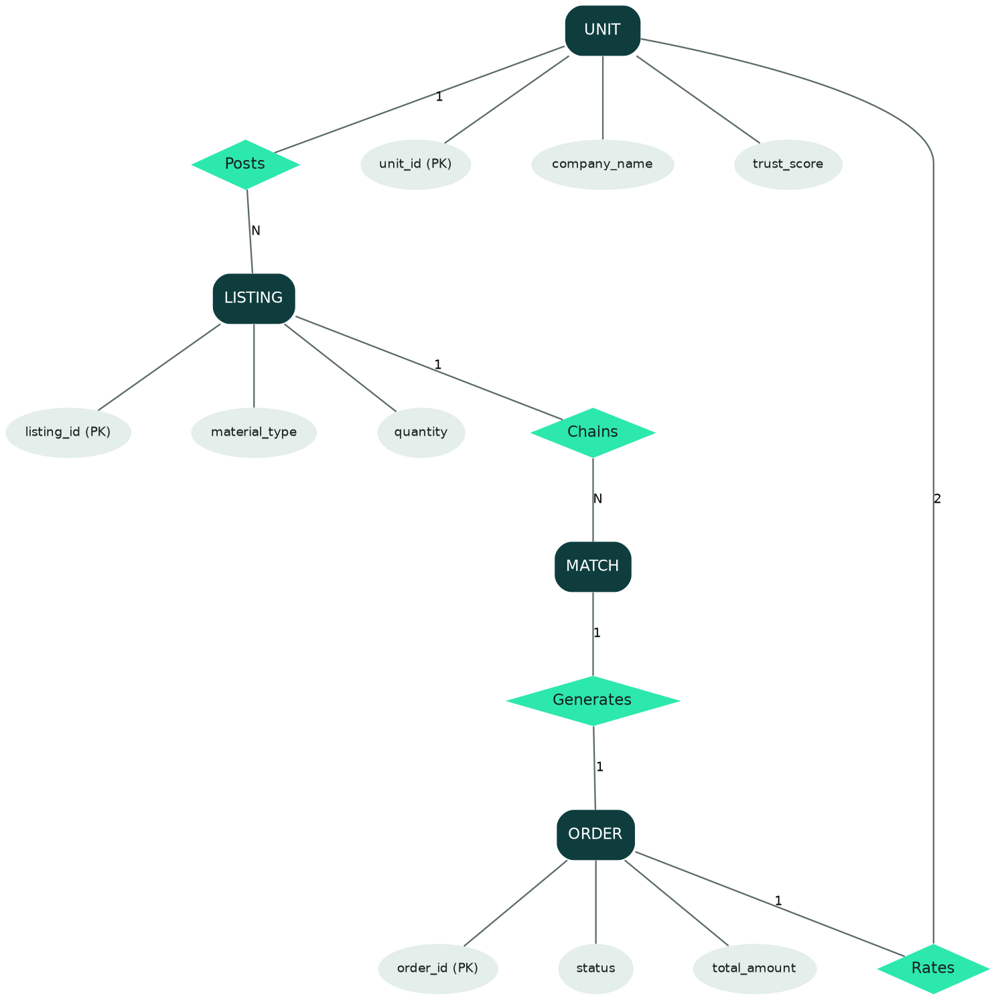 UNIT
1
Posts
unit_id (PK)
company_name
trust_score
N
LISTING
1
listing_id (PK)
material_type
quantity
Chains
N
2
MATCH
1
Generates
1
ORDER
1
order_id (PK)
status
total_amount
Rates